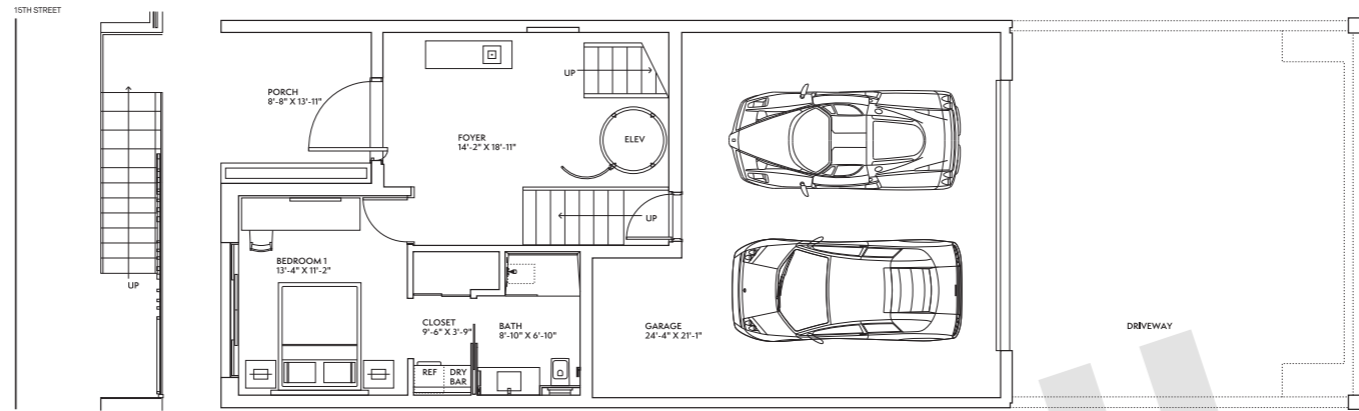 15TH STREET
UP
PORCH
8'-8" X 13'-11"
FOYER
14'-2" X 18'-11"
UP
ELEV
UP
BEDROOM 1
13'-4" X 11'-2"
CLOSET
9'-6" X 3'-9"
BATH
8'-10" X 6'-10"
REF
DRY
BAR
GARAGE
24'-4" X 21'-1"
DRIVEWAY